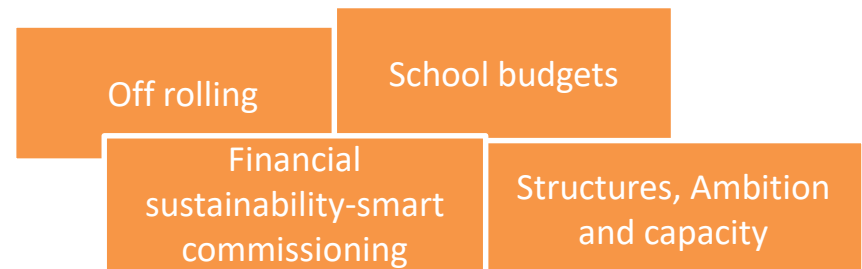 Off rolling
School budgets
Financial
sustainability-smart
commissioning
Structures, Ambition
and capacity